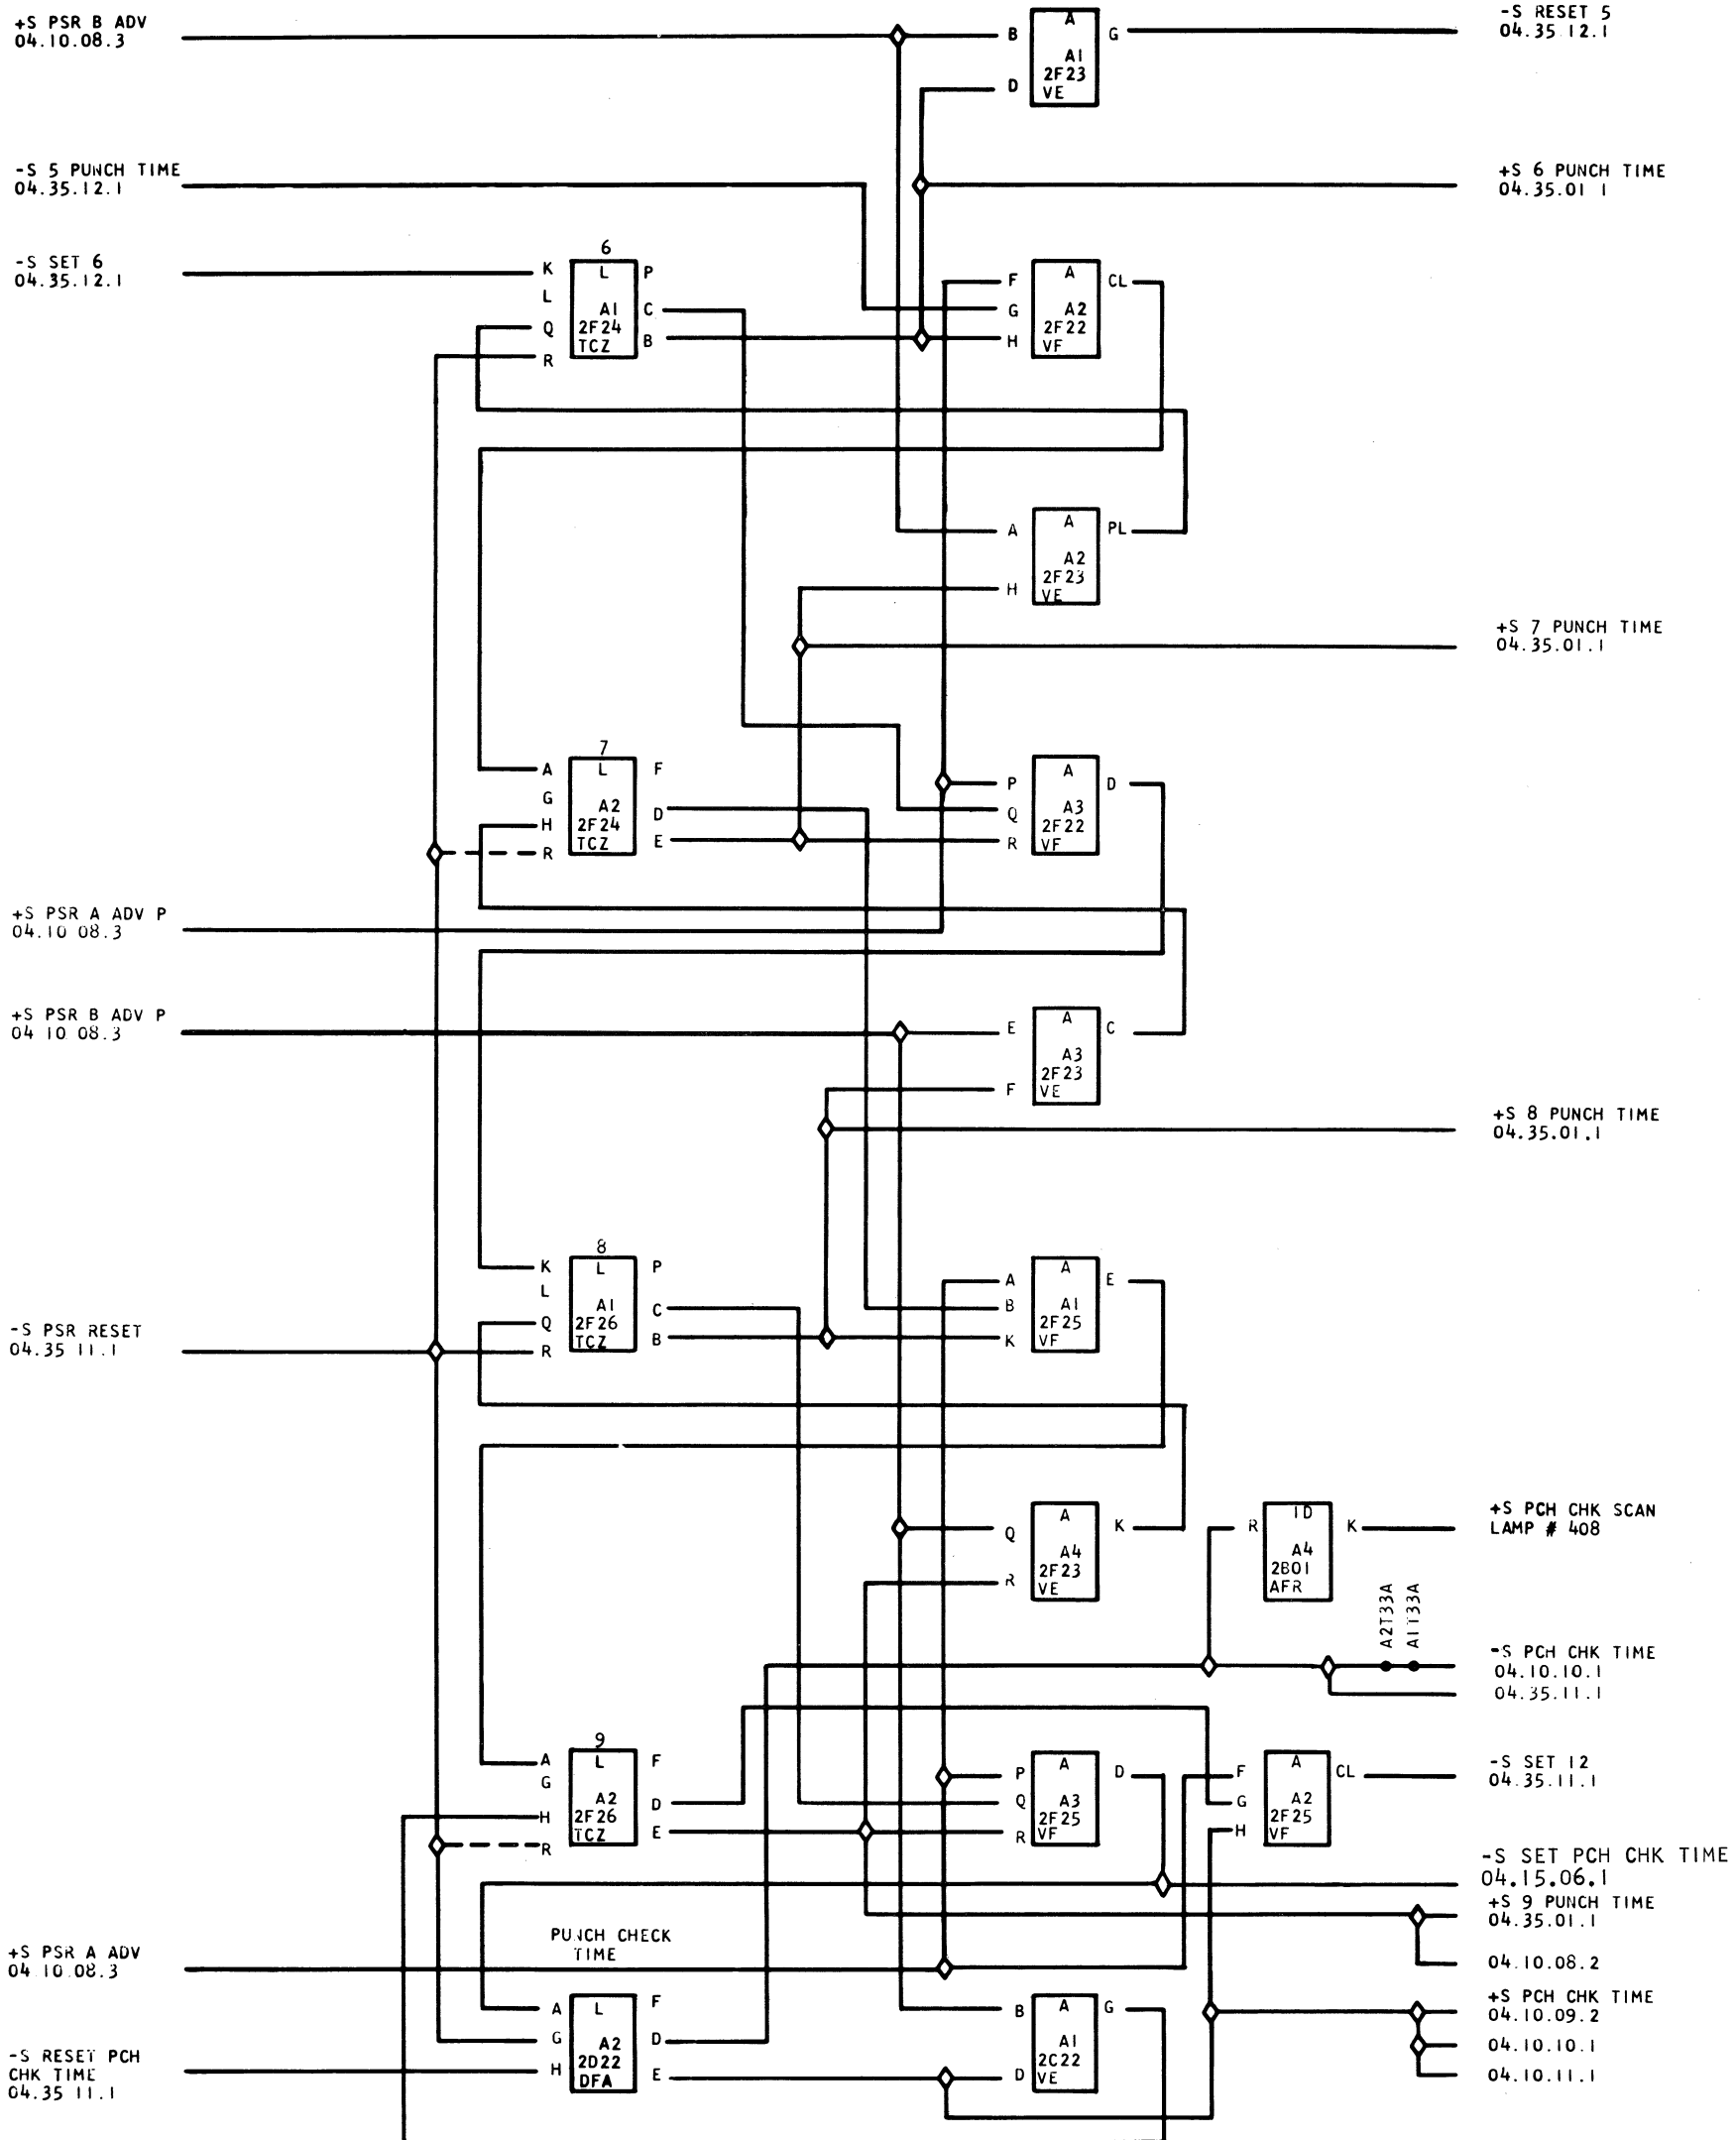 +S PSR B ADV
04.10.08.3
B
D
A
A1
2F23
VE
G
-S RESET 5
04.35 12.1
-S 5 PUNCH TIME
04.35.12.1
+S 6 PUNCH TIME
04.35.01 1
-S SET 6
04.35.12.1
6
K
L
Q
R
L
A1
2F24
TCZ
P
C
B
F
G
H
A
A2
2F22
VF
CL
A
H
A
A2
2F23
VE
PL
+S 7 PUNCH TIME
04.35.01.1
7
A
G
H
R
L
A2
2F24
TCZ
F
D
E
P
Q
R
A
A3
2F22
VF
D
+S PSR A ADV P
04.10 08.3
+S PSR B ADV P
04 10 08.3
E
F
A
A3
2F23
VE
C
+S 8 PUNCH TIME
04.35.01.1
8
K
L
Q
R
L
A1
2F26
TCZ
P
C
B
A
B
K
A
A1
2F25
VF
E
-S PSR RESET
04.35 11.1
Q
R
A
A4
2F23
VE
K
R
ID
A4
2B01
AFR
K
+S PCH CHK SCAN
LAMP # 408
A2T33A
A1T33A
-S PCH CHK TIME
04.10.10.1
04.35.11.1
9
A
G
H
R
L
A2
2F26
TCZ
F
D
E
P
Q
R
A
A3
2F25
VF
D
F
G
H
A
A2
2F25
VF
CL
-S SET 12
04.35.11.1
-S SET PCH CHK TIME
04.15.06.1
+S 9 PUNCH TIME
04.35.01.1
04.10.08.2
+S PSR A ADV
04 10.08.3
PUNCH CHECK
TIME
A
G
H
L
A2
2D22
DFA
F
D
E
B
D
A
A1
2C22
VE
G
+S PCH CHK TIME
04.10.09.2
04.10.10.1
04.10.11.1
-S RESET PCH
CHK TIME
04.35 11.1